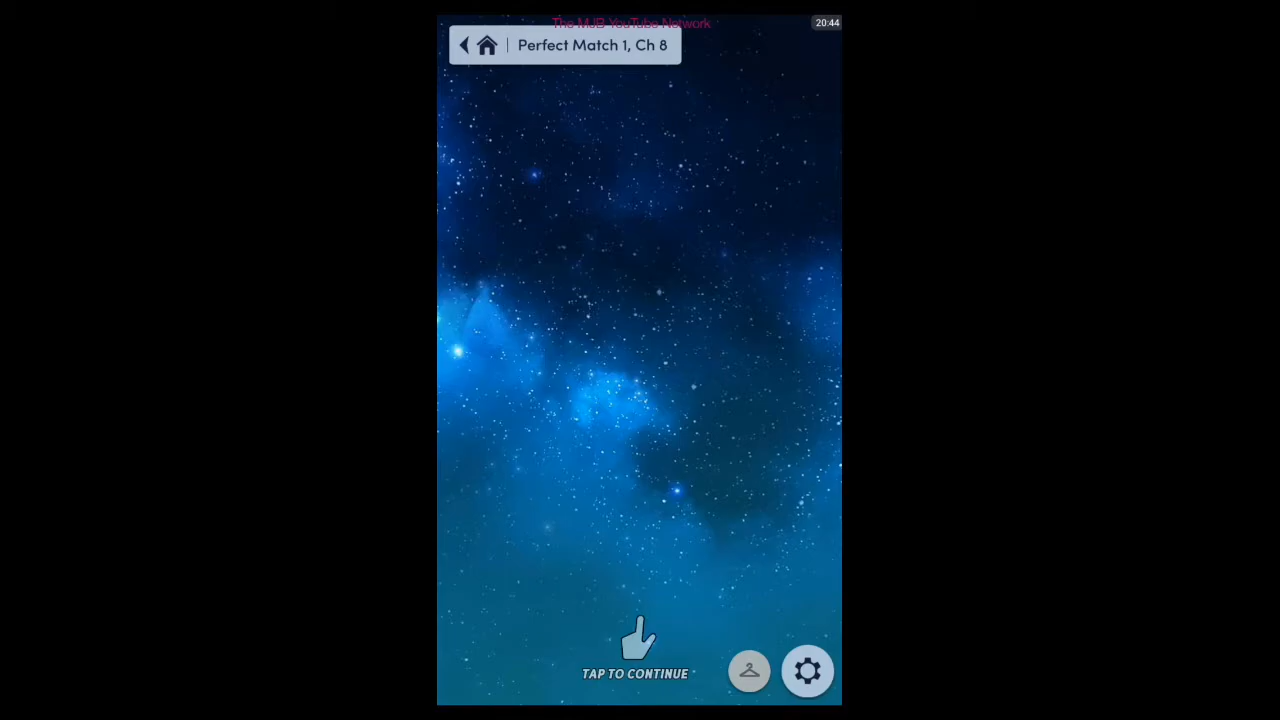 The MJB YouTube Network
20:44
Perfect Match 1, Ch 8
TAP TO CONTINUE